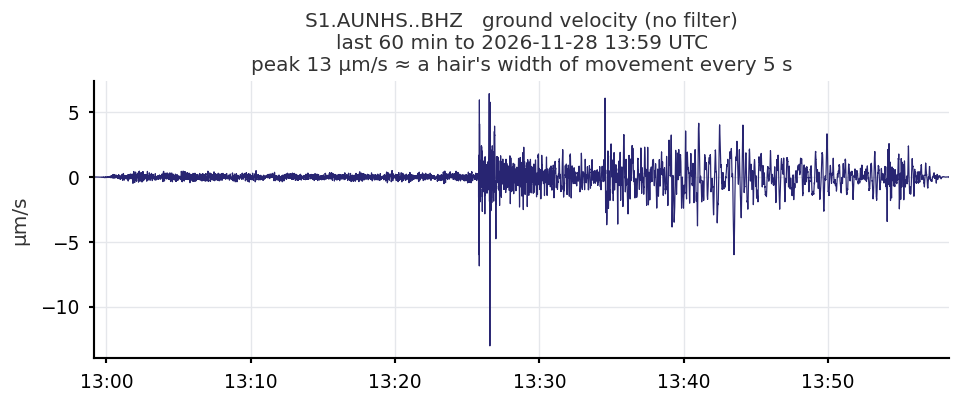 S1.AUNHS..BHZ   ground velocity (no filter)
last 60 min to 2026-11-28 13:59 UTC
peak 13 µm/s ≈ a hair's width of movement every 5 s
5
0
−5
−10
µm/s
13:00 13:10 13:20 13:30 13:40 13:50